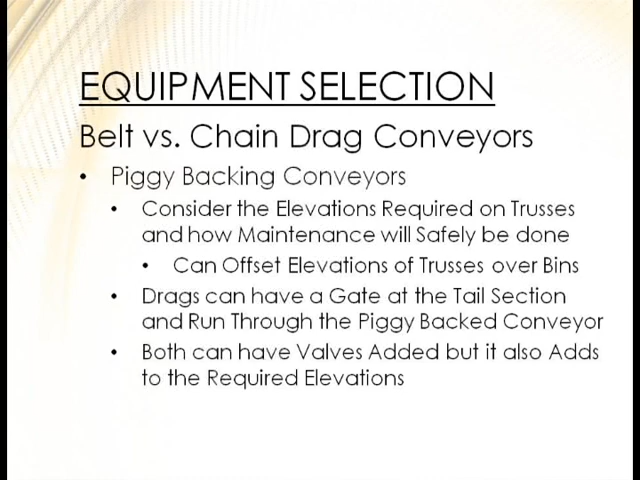 EQUIPMENT SELECTION
Belt vs. Chain Drag Conveyors
• Piggy Backing Conveyors
• Consider the Elevations Required on Trusses
and how Maintenance will Safely be done
• Can Offset Elevations of Trusses over Bins
• Drags can have a Gate at the Tail Section
and Run Through the Piggy Backed Conveyor
• Both can have Valves Added but it also Adds
to the Required Elevations